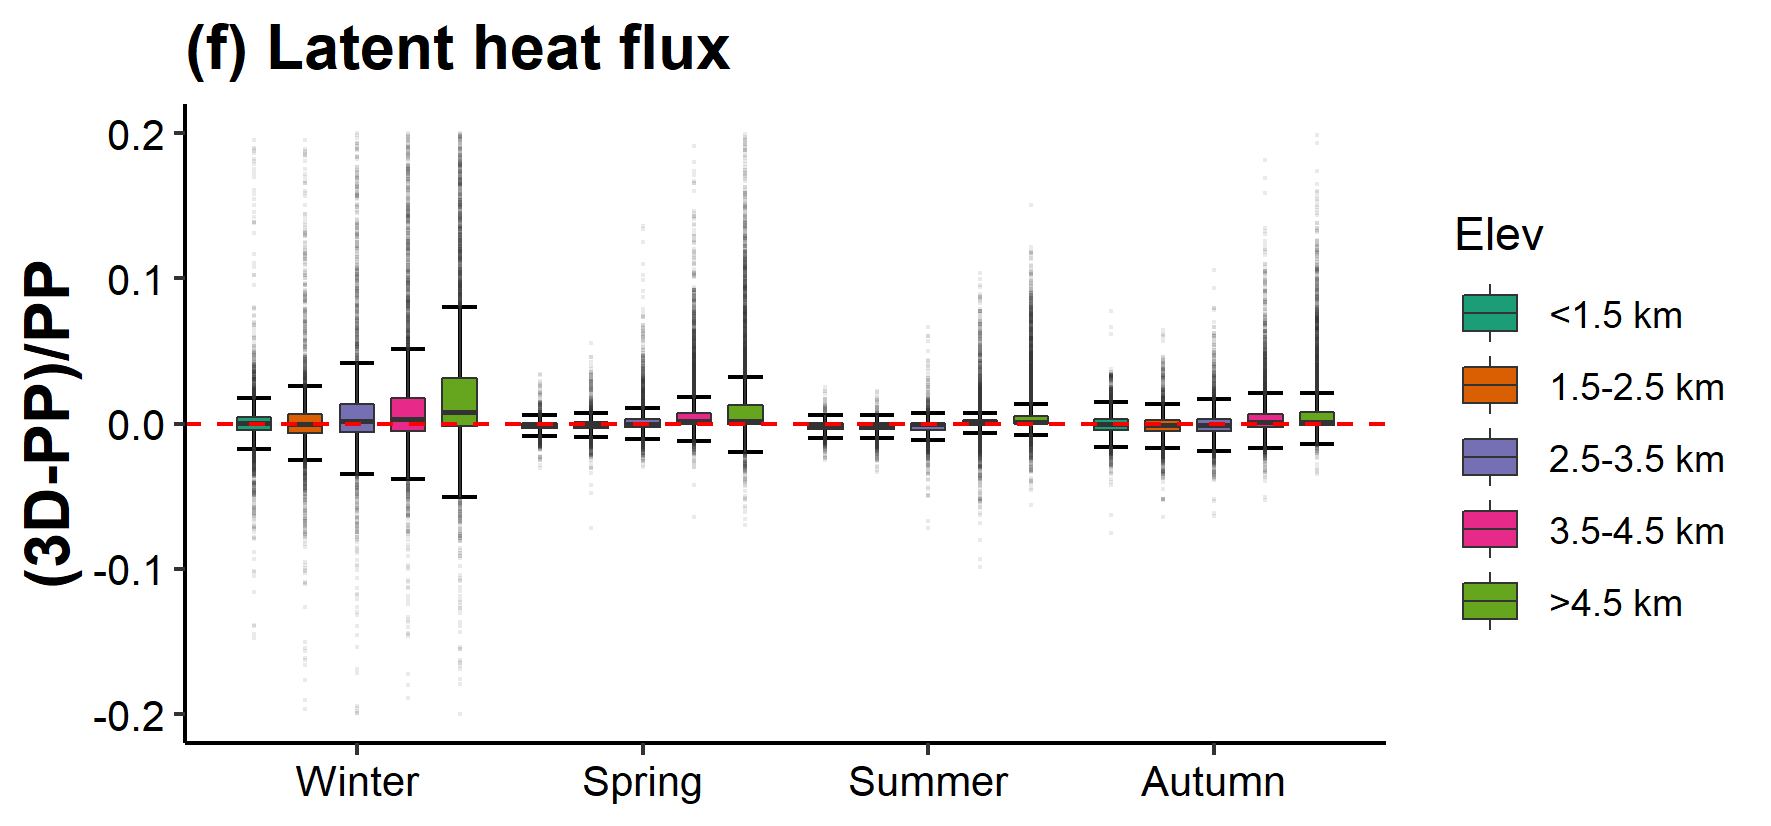 (f) Latent heat flux
(3D-PP)/PP
0.2
0.1
0.0
-0.1
-0.2
Winter
Spring
Summer
Autumn
Elev
<1.5 km
1.5-2.5 km
2.5-3.5 km
3.5-4.5 km
>4.5 km